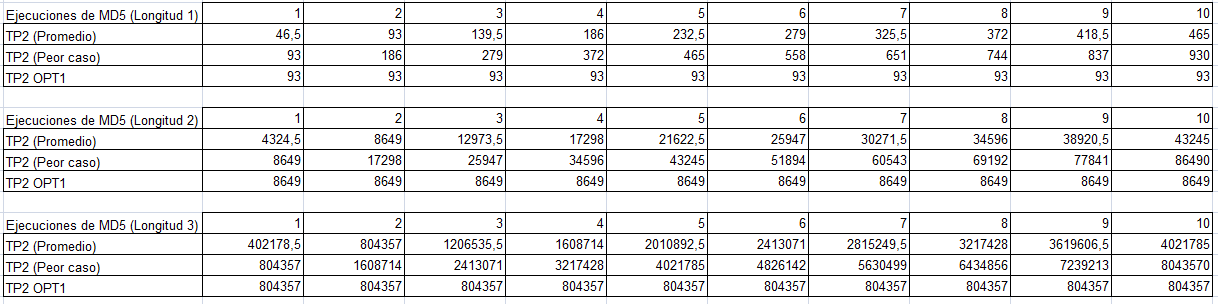 Ejecuciones de MD5 (Longitud 1) 1 2 3 4 5 6 7 8 9 10
TP2 (Promedio) 46,5 93 139,5 186 232,5 279 325,5 372 418,5 465
TP2 (Peor caso) 93 186 279 372 465 558 651 744 837 930
TP2 OPT1 93 93 93 93 93 93 93 93 93 93
Ejecuciones de MD5 (Longitud 2) 1 2 3 4 5 6 7 8 9 10
TP2 (Promedio) 4324,5 8649 12973,5 17298 21622,5 25947 30271,5 34596 38920,5 43245
TP2 (Peor caso) 8649 17298 25947 34596 43245 51894 60543 69192 77841 86490
TP2 OPT1 8649 8649 8649 8649 8649 8649 8649 8649 8649 8649
Ejecuciones de MD5 (Longitud 3) 1 2 3 4 5 6 7 8 9 10
TP2 (Promedio) 402178,5 804357 1206535,5 1608714 2010892,5 2413071 2815249,5 3217428 3619606,5 4021785
TP2 (Peor caso) 804357 1608714 2413071 3217428 4021785 4826142 5630499 6434856 7239213 8043570
TP2 OPT1 804357 804357 804357 804357 804357 804357 804357 804357 804357 804357